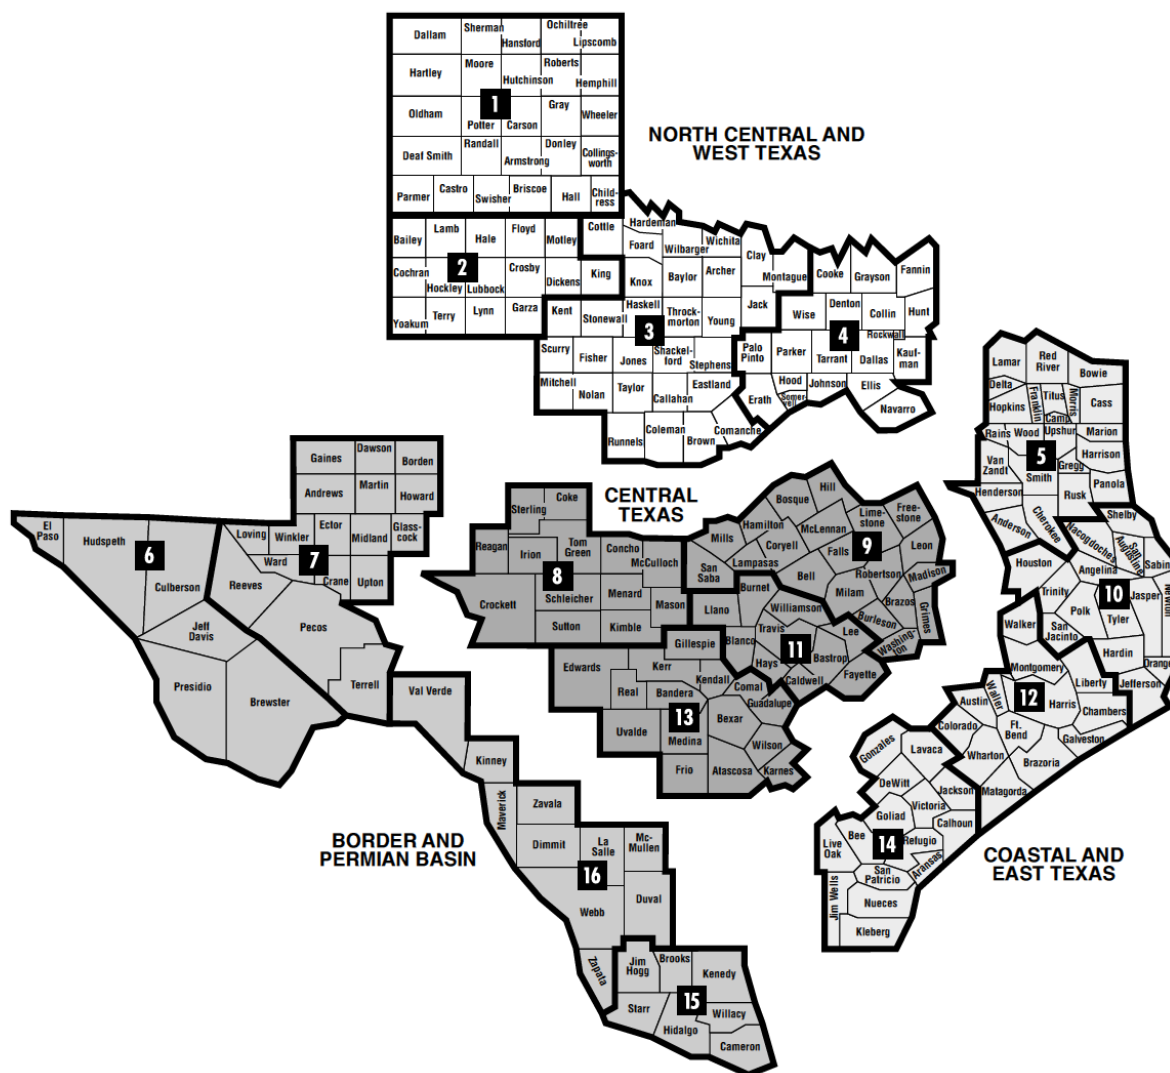 Dallam
Sherman
Hansford
Ochiltree
Lipscomb
Hartley
Moore
Hutchinson
Roberts
Hemphill
1
Oldham
Potter
Carson
Gray
Wheeler
Deaf Smith
Randall
Armstrong
Donley
Collings-
worth
Parmer
Castro
Swisher
Briscoe
Hall
Child-
ress
NORTH CENTRAL AND
WEST TEXAS
Bailey
Lamb
Hale
Floyd
Motley
2
Cochran
Hockley
Lubbock
Crosby
Dickens
Yoakum
Terry
Lynn
Garza
Cottle
Hardeman
Foard
Wilbarger
Wichita
Clay
Montague
King
Knox
Baylor
Archer
Jack
Kent
Stonewall
Haskell
Throck-
morton
Young
3
Scurry
Fisher
Jones
Shackel-
ford
Stephens
Mitchell
Nolan
Taylor
Callahan
Eastland
Runnels
Coleman
Brown
Comanche
Cooke
Grayson
Fannin
Wise
Denton
Collin
Hunt
4
Rockwall
Palo
Pinto
Parker
Tarrant
Dallas
Kauf-
man
Erath
Hood
Somer-
vell
Johnson
Ellis
Navarro
Lamar
Red
River
Bowie
Delta
Hopkins
Franklin
Titus
Morris
Cass
Camp
Rains
Wood
Upshur
Marion
5
Van
Zandt
Smith
Gregg
Harrison
Henderson
Rusk
Panola
Anderson
Cherokee
Gaines
Dawson
Borden
Andrews
Martin
Howard
El
Paso
Hudspeth
6
Culberson
Loving
Winkler
Ector
Midland
Glass-
cock
7
Ward
Reeves
Crane
Upton
Jeff
Davis
Pecos
Presidio
Brewster
Terrell
CENTRAL
TEXAS
Sterling
Coke
Reagan
Irion
Tom
Green
Concho
McCulloch
8
Crockett
Schleicher
Menard
Mason
Sutton
Kimble
Mills
Hamilton
Bosque
Hill
McLennan
Lime-
stone
Free-
stone
Coryell
Falls
9
Leon
San
Saba
Lampasas
Bell
Robertson
Madison
Milam
Brazos
Grimes
Burleson
Washing-
ton
Llano
Burnet
Williamson
Blanco
Travis
Lee
11
Hays
Bastrop
Caldwell
Fayette
Gillespie
Edwards
Kerr
Kendall
Comal
Real
Bandera
Guadalupe
13
Uvalde
Medina
Bexar
Wilson
Frio
Atascosa
Karnes
Shelby
Nacogdoches
San
Augustine
Sabine
Houston
Angelina
Trinity
10
Jasper
Newton
Polk
Tyler
San
Jacinto
Hardin
Orange
Jefferson
Walker
Montgomery
Liberty
12
Austin
Waller
Harris
Chambers
Colorado
Ft.
Bend
Galveston
Wharton
Brazoria
Matagorda
Gonzales
Lavaca
DeWitt
Jackson
Victoria
Goliad
Calhoun
Bee
14
Refugio
Live
Oak
San
Patricio
Aransas
Jim Wells
Nueces
Kleberg
COASTAL AND
EAST TEXAS
Val Verde
Kinney
Maverick
Zavala
BORDER AND
PERMIAN BASIN
Dimmit
La
Salle
Mc-
Mullen
16
Webb
Duval
Zapata
Jim
Hogg
Brooks
Kenedy
15
Starr
Hidalgo
Willacy
Cameron